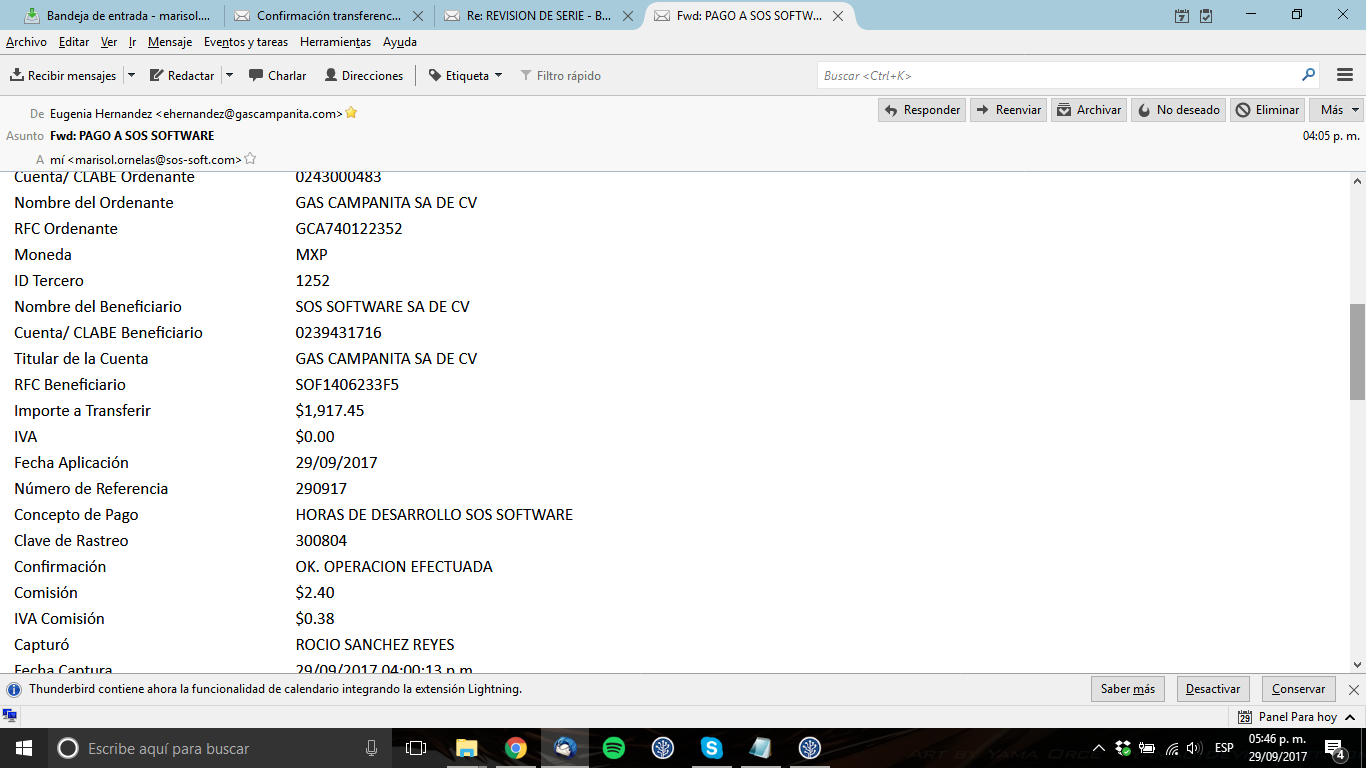 Bandeja de entrada - marisol....
Confirmación transferenc...
Re: REVISION DE SERIE - B...
Fwd: PAGO A SOS SOFTW...
Archivo Editar Ver Ir Mensaje Eventos y tareas Herramientas Ayuda
Recibir mensajes Redactar Charlar Direcciones Etiqueta Filtro rápido Buscar <Ctrl+K>
De Eugenia Hernandez <ehernandez@gascampanita.com> Responder Reenviar Archivar No deseado Eliminar Más
Asunto Fwd: PAGO A SOS SOFTWARE 04:05 p. m.
A mí <marisol.ornelas@sos-soft.com>
Cuenta/ CLABE Ordenante 0243000483
Nombre del Ordenante GAS CAMPANITA SA DE CV
RFC Ordenante GCA740122352
Moneda MXP
ID Tercero 1252
Nombre del Beneficiario SOS SOFTWARE SA DE CV
Cuenta/ CLABE Beneficiario 0239431716
Titular de la Cuenta GAS CAMPANITA SA DE CV
RFC Beneficiario SOF1406233F5
Importe a Transferir $1,917.45
IVA $0.00
Fecha Aplicación 29/09/2017
Número de Referencia 290917
Concepto de Pago HORAS DE DESARROLLO SOS SOFTWARE
Clave de Rastreo 300804
Confirmación OK. OPERACION EFECTUADA
Comisión $2.40
IVA Comisión $0.38
Capturó ROCIO SANCHEZ REYES
Fecha Captura 29/09/2017 04:00:13 p.m.
Thunderbird contiene ahora la funcionalidad de calendario integrando la extensión Lightning. Saber más Desactivar Conservar
29 Panel Para hoy
Escribe aquí para buscar
ESP
05:46 p. m.
29/09/2017
4